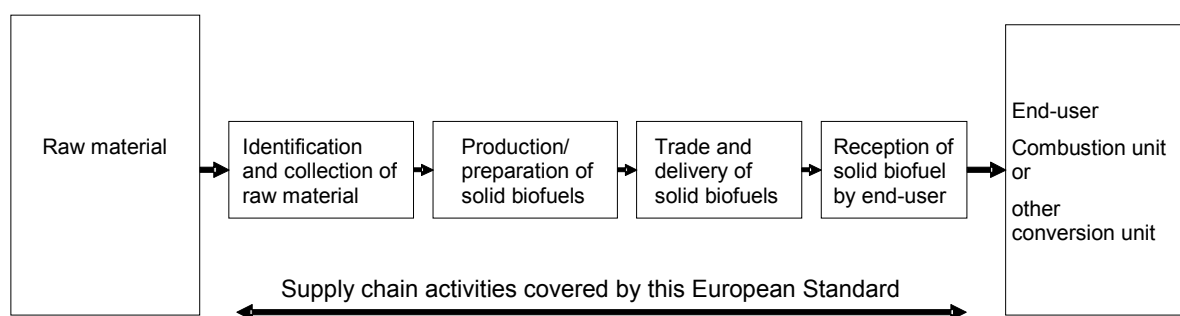 Raw material
Identification
and collection of
raw material
Production/
preparation of
solid biofuels
Trade and
delivery of
solid biofuels
Reception of
solid biofuel
by end-user
End-user
Combustion unit
or
other
conversion unit
Supply chain activities covered by this European Standard